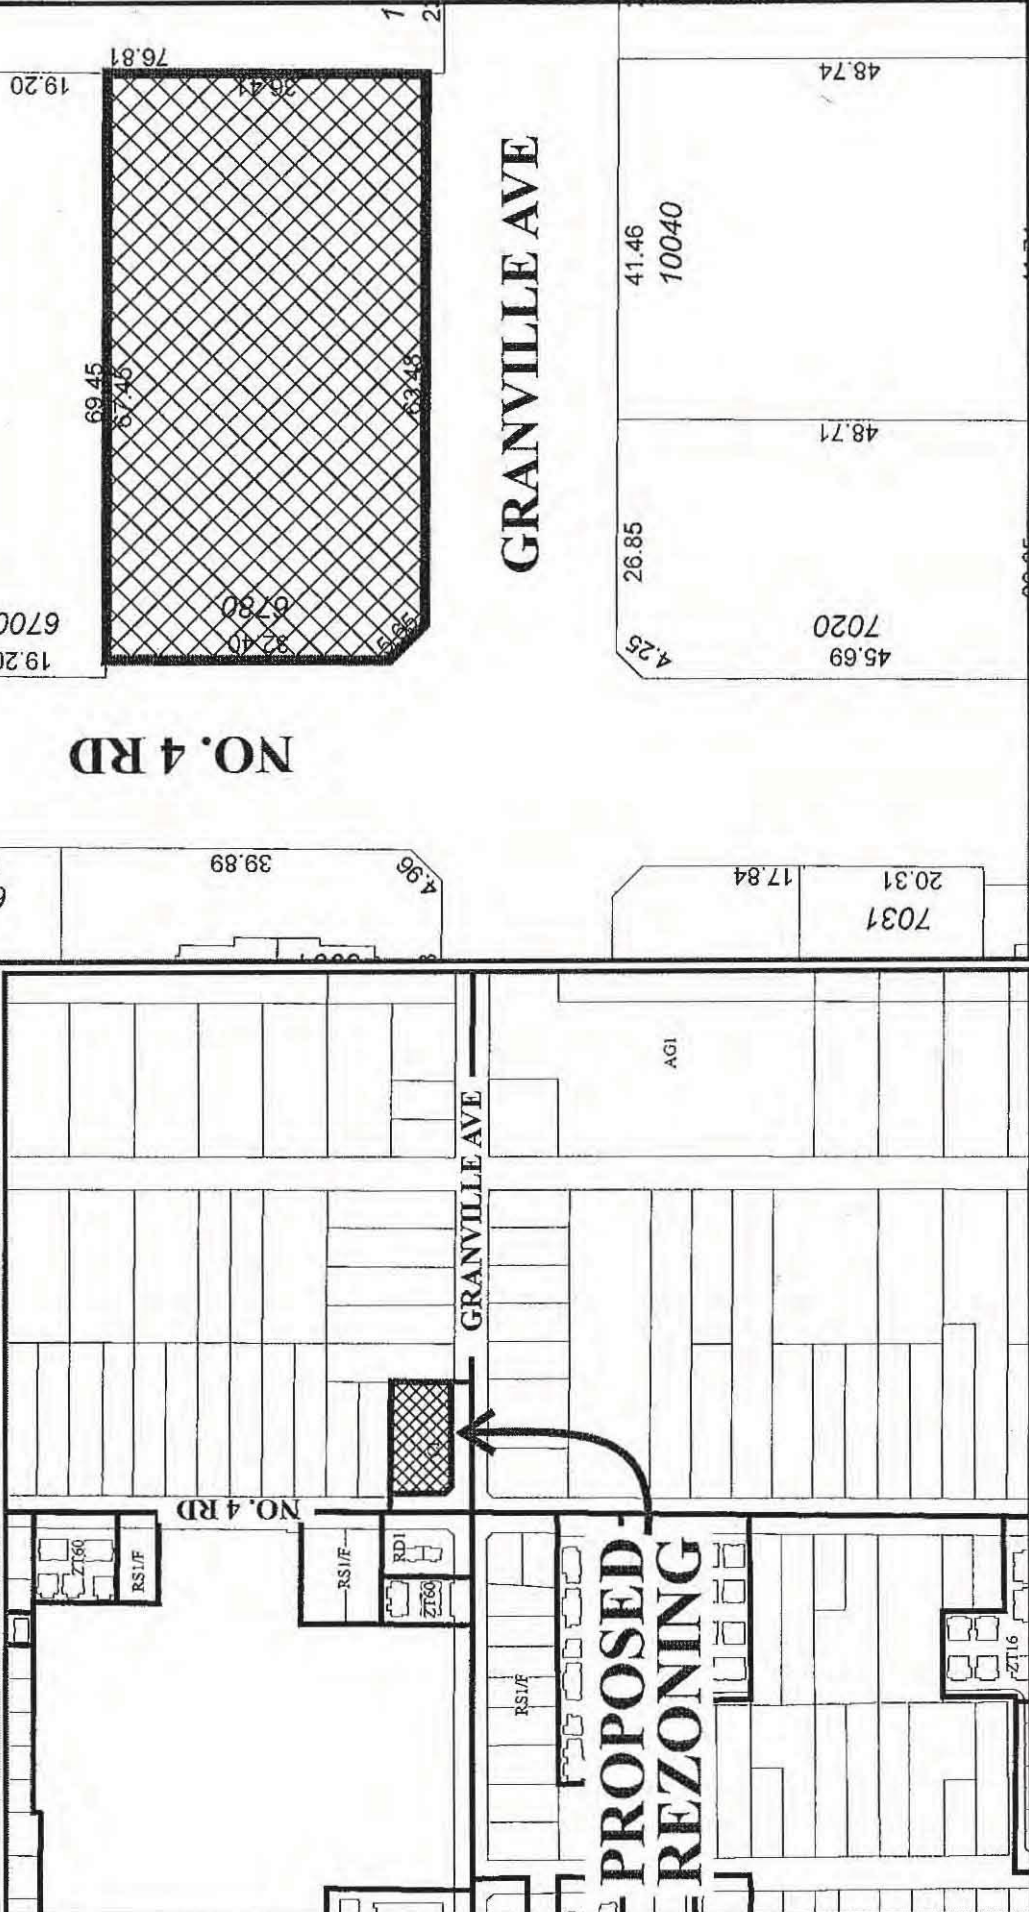 76.81
19.20
36.41
48.74
GRANVILLE AVE
41.46
10040
69.45
67.45
63.48
48.71
26.85
6780
6700
32.40
5.65
4.25
7020
45.69
NO. 4 RD
39.89
4.96
17.84
20.31
7031
AG1
GRANVILLE AVE
NO. 4 RD
ZT60
RS1/F
RS1/F
RD1
ZT60
RS1/F
ZT16
PROPOSED
REZONING